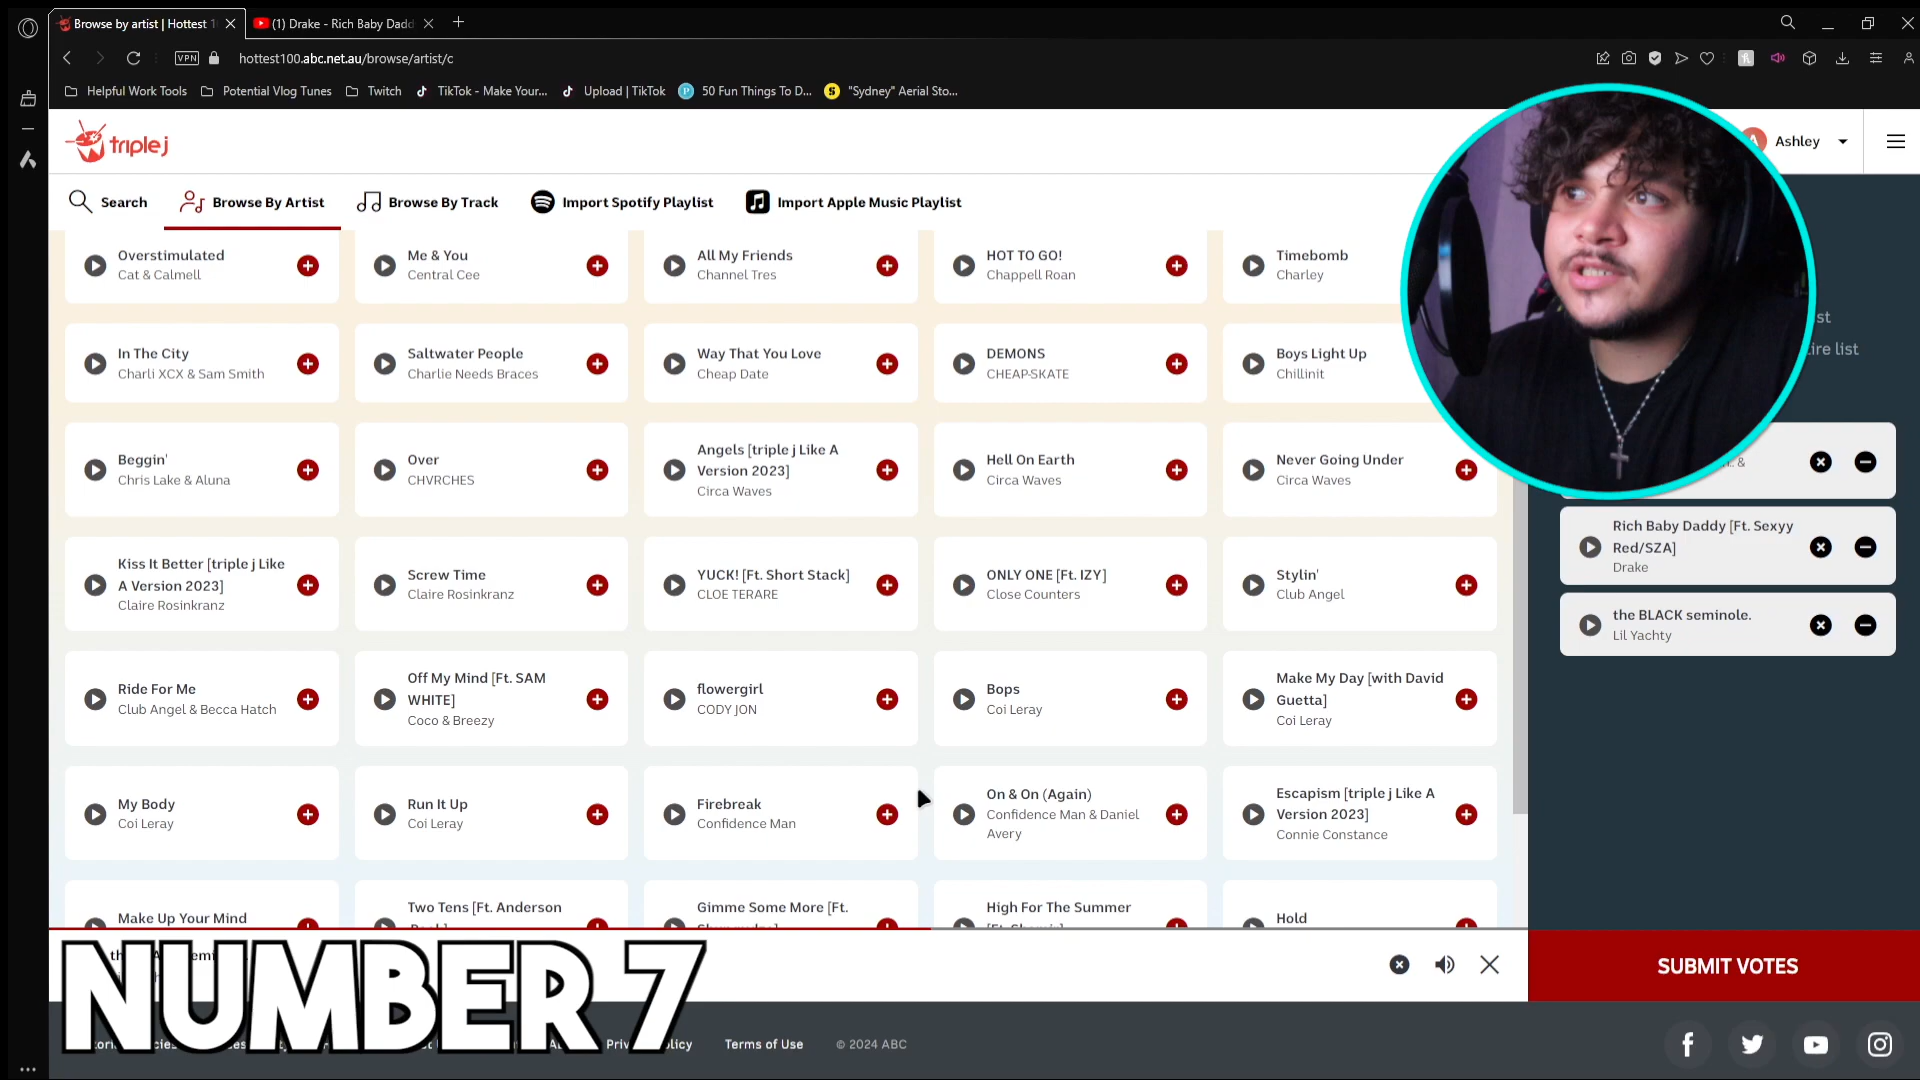 Browse by artist | Hottest 1
(1) Drake - Rich Baby Dadd
VPN
hottest100.abc.net.au/browse/artist/c
Helpful Work Tools
Potential Vlog Tunes
Twitch
TikTok - Make Your...
Upload | TikTok
50 Fun Things To D...
"Sydney" Aerial Sto...
triple j
Ashley
Search
Browse By Artist
Browse By Track
Import Spotify Playlist
Import Apple Music Playlist
Overstimulated
Cat & Calmell
Me & You
Central Cee
All My Friends
Channel Tres
HOT TO GO!
Chappell Roan
Timebomb
Charley
In The City
Charli XCX & Sam Smith
Saltwater People
Charlie Needs Braces
Way That You Love
Cheap Date
DEMONS
CHEAP-SKATE
Boys Light Up
Chillinit
Beggin'
Chris Lake & Aluna
Over
CHVRCHES
Angels [triple j Like A
Version 2023]
Circa Waves
Hell On Earth
Circa Waves
Never Going Under
Circa Waves
Kiss It Better [triple j Like
A Version 2023]
Claire Rosinkranz
Screw Time
Claire Rosinkranz
YUCK! [Ft. Short Stack]
CLOE TERARE
ONLY ONE [Ft. IZY]
Close Counters
Stylin'
Club Angel
Ride For Me
Club Angel & Becca Hatch
Off My Mind [Ft. SAM
WHITE]
Coco & Breezy
flowergirl
CODY JON
Bops
Coi Leray
Make My Day [with David
Guetta]
Coi Leray
My Body
Coi Leray
Run It Up
Coi Leray
Firebreak
Confidence Man
On & On (Again)
Confidence Man & Daniel
Avery
Escapism [triple j Like A
Version 2023]
Connie Constance
Make Up Your Mind
Two Tens [Ft. Anderson
Gimme Some More [Ft.
High For The Summer
Hold
st
tire list
&
Rich Baby Daddy [Ft. Sexyy
Red/SZA]
Drake
the BLACK seminole.
Lil Yachty
SUBMIT VOTES
NUMBER 7
Terms of Use
© 2024 ABC